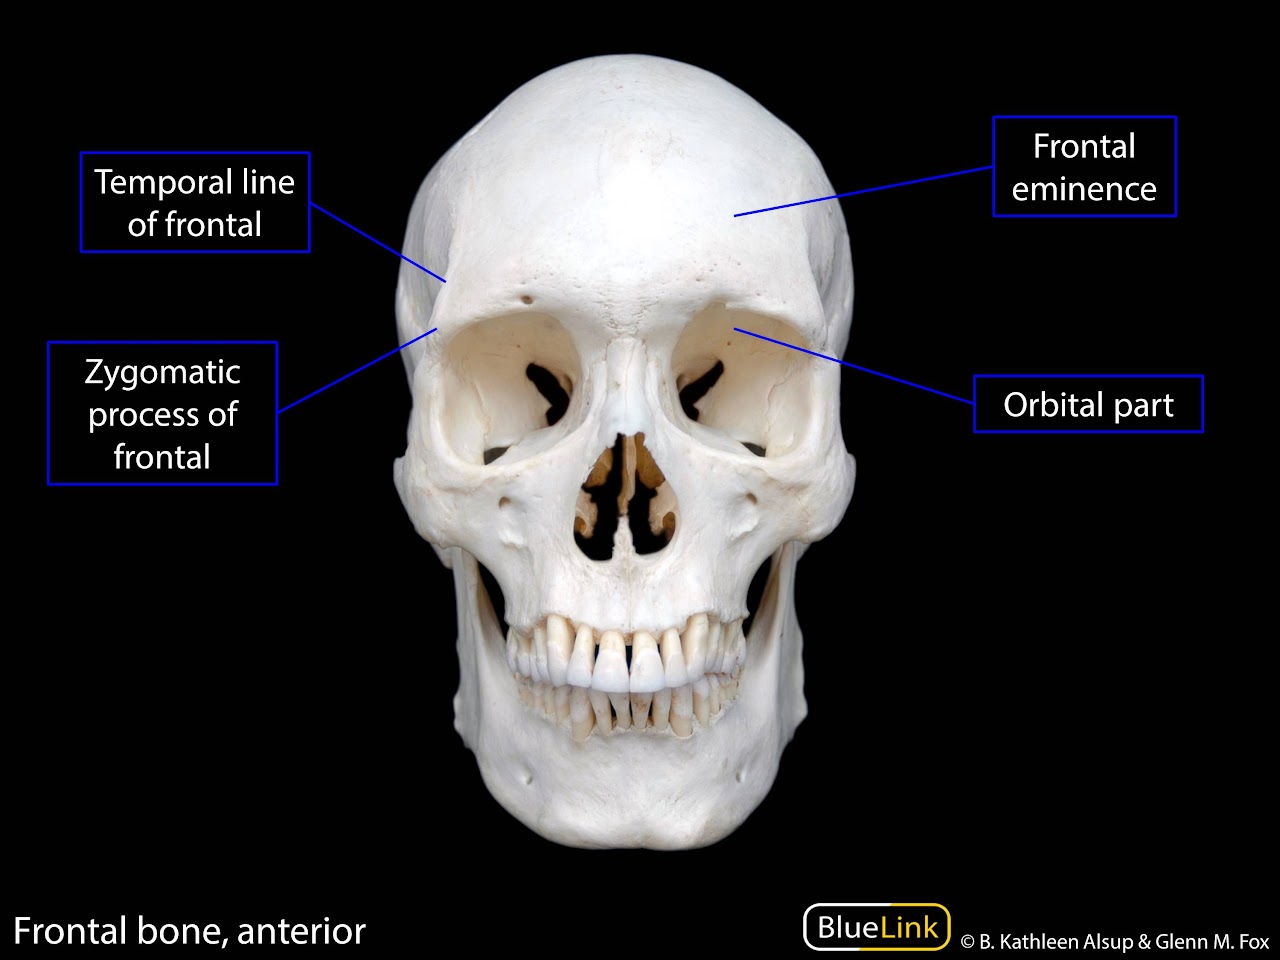 Temporal line
of frontal
Frontal
eminence
Zygomatic
process of
frontal
Orbital part
Frontal bone, anterior
BlueLink
© B. Kathleen Alsup & Glenn M. Fox